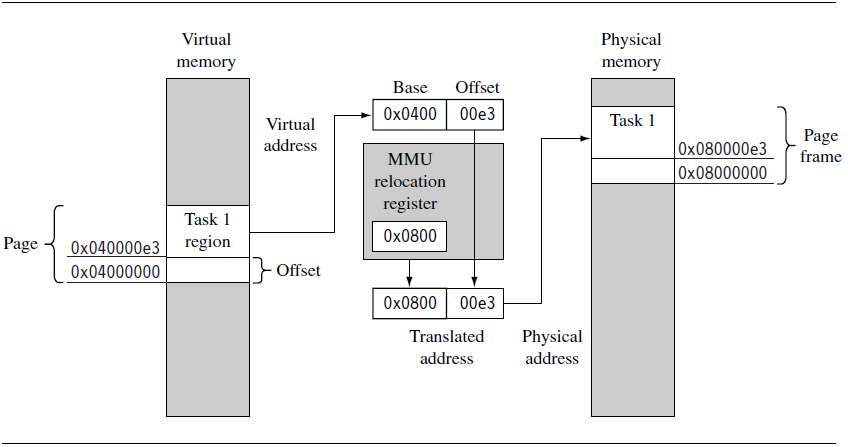 Virtual
memory
Physical
memory
Base Offset
0x0400 00e3
Virtual
address
Task 1
MMU
relocation
register
0x0800
0x080000e3
0x08000000
Page
frame
Page
Task 1
region
0x040000e3
0x04000000
Offset
0x0800 00e3
Translated
address
Physical
address